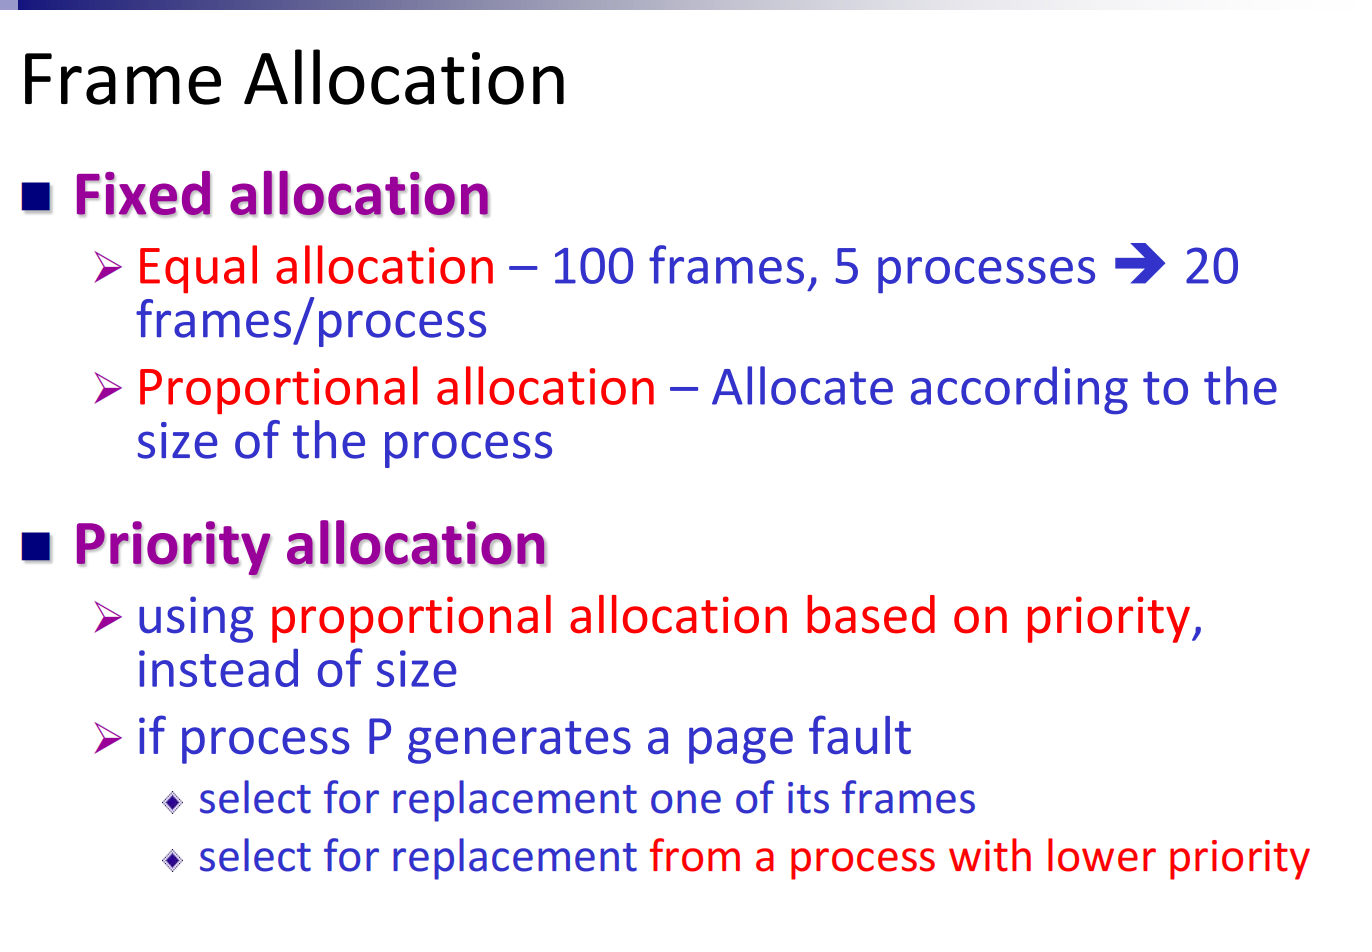 Frame Allocation
Fixed allocation
Equal allocation – 100 frames, 5 processes ➔ 20
frames/process
Proportional allocation – Allocate according to the
size of the process
Priority allocation
using proportional allocation based on priority,
instead of size
if process P generates a page fault
select for replacement one of its frames
select for replacement from a process with lower priority